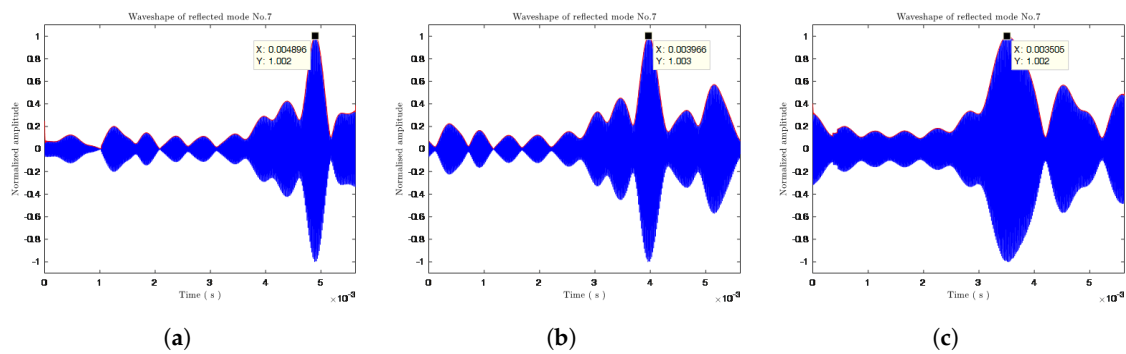 Waveshape of reflected mode No.7
X: 0.004896
Y: 1.002
Normalized amplitude
1
0.8
0.6
0.4
0.2
0
-0.2
-0.4
-0.6
-0.8
-1
0 1 2 3 4 5
Time ( s )
×10⁻³
(a)
Waveshape of reflected mode No.7
X: 0.003966
Y: 1.003
Normalised amplitude
1
0.8
0.6
0.4
0.2
0
-0.2
-0.4
-0.6
-0.8
-1
0 1 2 3 4 5
Time ( s )
×10⁻³
(b)
Waveshape of reflected mode No.7
X: 0.003505
Y: 1.002
Normalized amplitude
1
0.8
0.6
0.4
0.2
0
-0.2
-0.4
-0.6
-0.8
-1
0 1 2 3 4 5
Time ( s )
×10⁻³
(c)